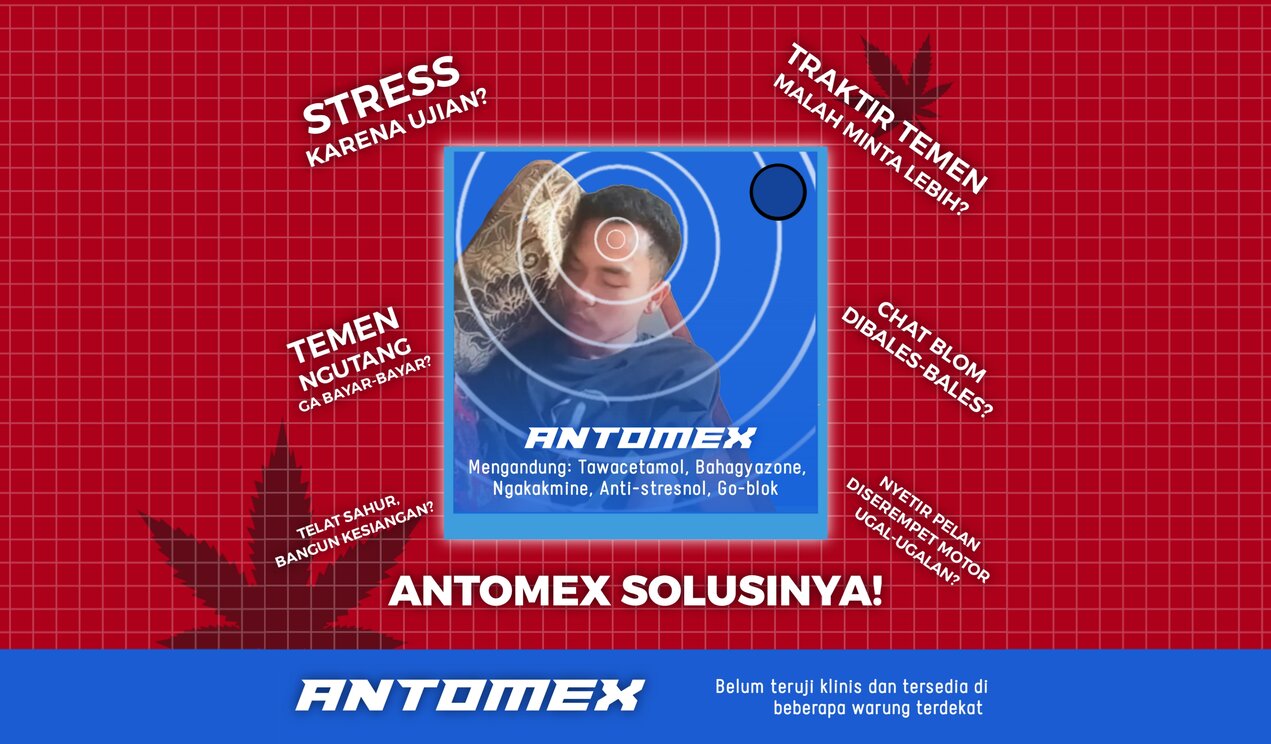 STRESS
KARENA UJIAN?
TRAKTIR TEMEN
MALAH MINTA LEBIH?
TEMEN
NGUTANG
GA BAYAR-BAYAR?
CHAT BLOM
DIBALES-BALES?
ANTOMEX
Mengandung: Tawacetamol, Bahagyazone,
Ngakakmine, Anti-stresnol, Go-blok
TELAT SAHUR,
BANGUN KESIANGAN?
NYETIR PELAN
DISEREMPET MOTOR
UGAL-UGALAN?
ANTOMEX SOLUSINYA!
ANTOMEX
Belum teruji klinis dan tersedia di
beberapa warung terdekat